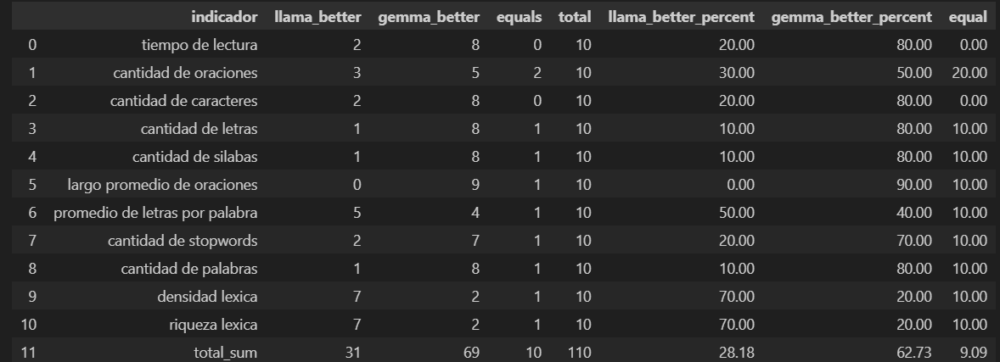 indicador llama_better gemma_better equals total llama_better_percent gemma_better_percent equal
0 tiempo de lectura 2 8 0 10 20.00 80.00 0.00
1 cantidad de oraciones 3 5 2 10 30.00 50.00 20.00
2 cantidad de caracteres 2 8 0 10 20.00 80.00 0.00
3 cantidad de letras 1 8 1 10 10.00 80.00 10.00
4 cantidad de silabas 1 8 1 10 10.00 80.00 10.00
5 largo promedio de oraciones 0 9 1 10 0.00 90.00 10.00
6 promedio de letras por palabra 5 4 1 10 50.00 40.00 10.00
7 cantidad de stopwords 2 7 1 10 20.00 70.00 10.00
8 cantidad de palabras 1 8 1 10 10.00 80.00 10.00
9 densidad lexica 7 2 1 10 70.00 20.00 10.00
10 riqueza lexica 7 2 1 10 70.00 20.00 10.00
11 total_sum 31 69 10 110 28.18 62.73 9.09